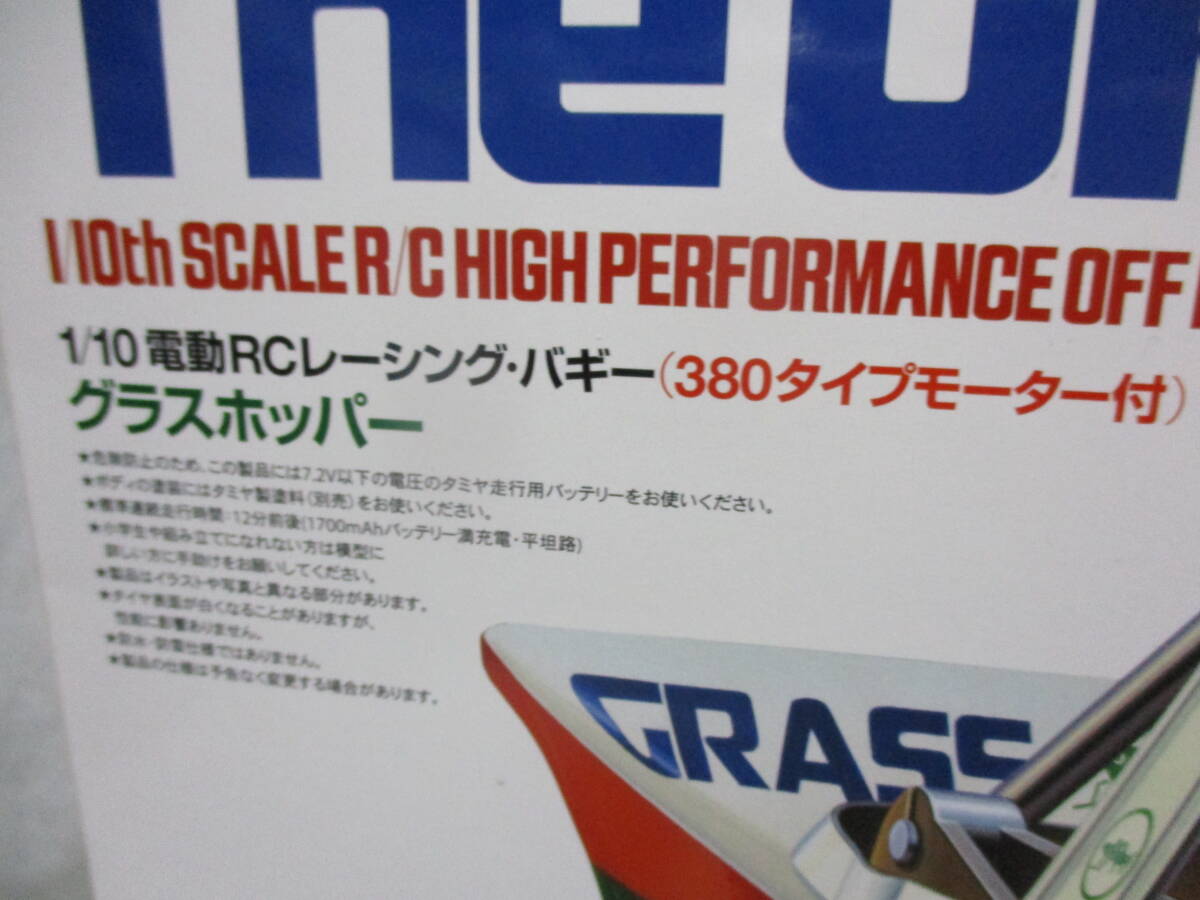 THE GR
1/10th SCALE R/C HIGH PERFORMANCE OFF
1/10 電動RCレーシング・バギー(380タイプモーター付)
グラスホッパー
★危険防止のため、この製品には7.2V以下の電圧のタミヤ走行用バッテリーをお使いください。
★ボディの塗装にはタミヤ製塗料(別売)をお使いください。
★標準連続走行時間:12分前後(1700mAhバッテリー満充電・平坦路)
★小学生や組み立てになれない方は模型に
詳しい方に手助けをお願いしてください。
★製品はイラストや写真と異なる部分があります。
★タイヤ表面が白くなることがありますが、
性能に影響ありません。
★防水・防雪仕様ではありません。
★製品の仕様は予告なく変更する場合があります。
GRASS